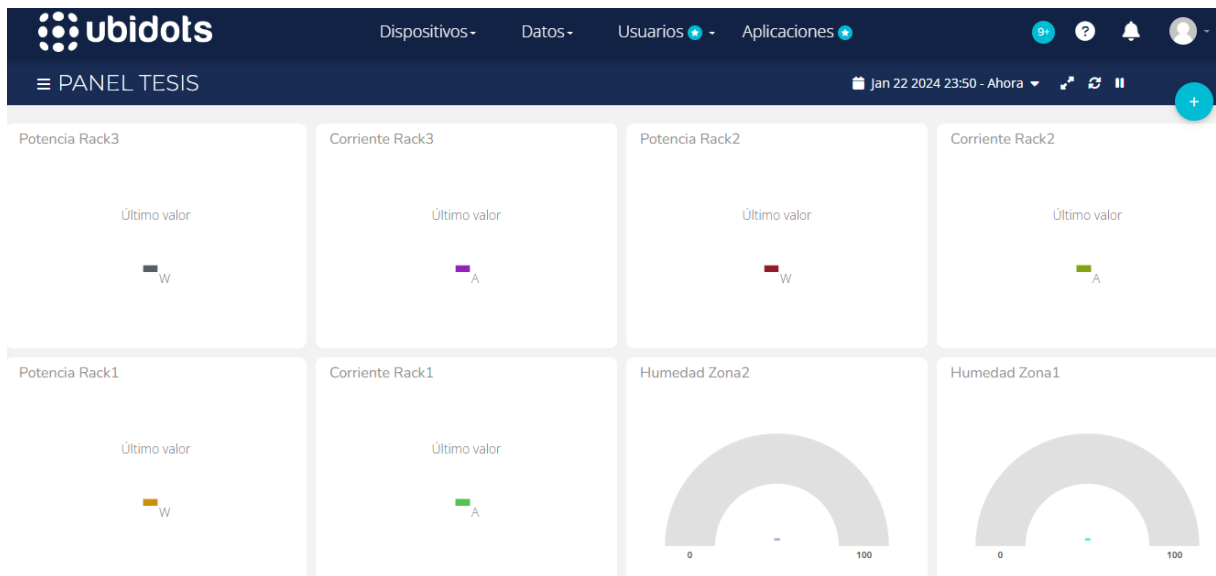 ubidots
Dispositivos Datos Usuarios Aplicaciones 9+ ?
PANEL TESIS
Jan 22 2024 23:50 - Ahora
+
Potencia Rack3
Último valor
-W
Corriente Rack3
Último valor
-A
Potencia Rack2
Último valor
-W
Corriente Rack2
Último valor
-A
Potencia Rack1
Último valor
-W
Corriente Rack1
Último valor
-A
Humedad Zona2
-
0 100
Humedad Zona1
-
0 100